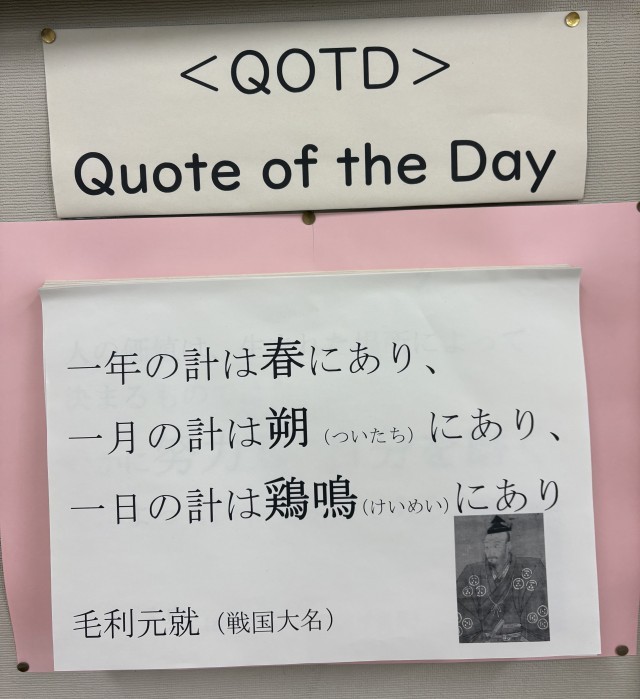 ＜QOTD＞
Quote of the Day
一年の計は春にあり、
一月の計は朔（ついたち）にあり、
一日の計は鶏鳴（けいめい）にあり
毛利元就（戦国大名）